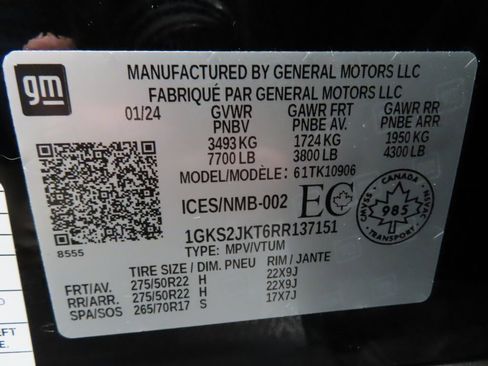 gm
MANUFACTURED BY GENERAL MOTORS LLC
FABRIQUÉ PAR GENERAL MOTORS LLC
01/24 GVWR GAWR FRT GAWR RR
PNBV PNBE AV. PNBE ARR
3493 KG 1724 KG 1950 KG
7700 LB 3800 LB 4300 LB
MODEL/MODÈLE: 61TK10906
ICES/NMB-002 EC
CANADA
985
TRANSPORT
1GKS2JKT6RR137151
8555
TYPE: MPV/VTUM
TIRE SIZE / DIM. PNEU RIM / JANTE
FRT/AV. 275/50R22 H 22X9J
RR/ARR. 275/50R22 H 22X9J
SPA/SOS 265/70R17 S 17X7J